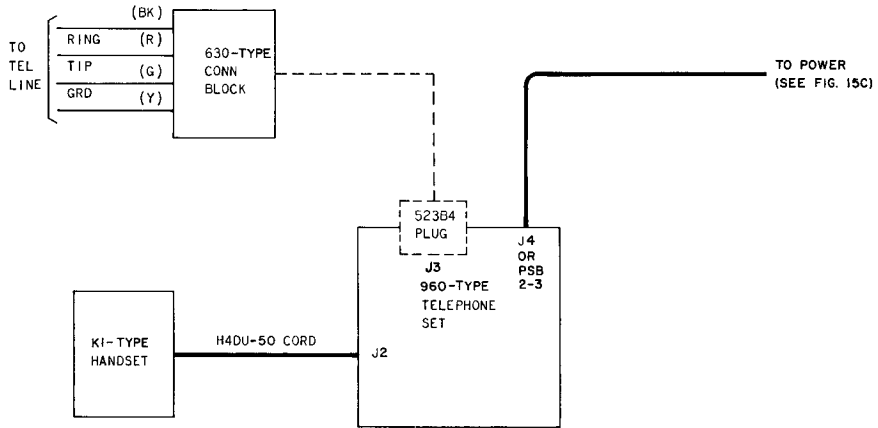 (BK)
RING (R)
TIP (G)
GRD (Y)
TO
TEL
LINE
630-TYPE
CONN
BLOCK
TO POWER
(SEE FIG. 15C)
523B4
PLUG
J3
960-TYPE
TELEPHONE
SET
J4
OR
PSB
2-3
K1-TYPE
HANDSET
H4DU-50 CORD
J2